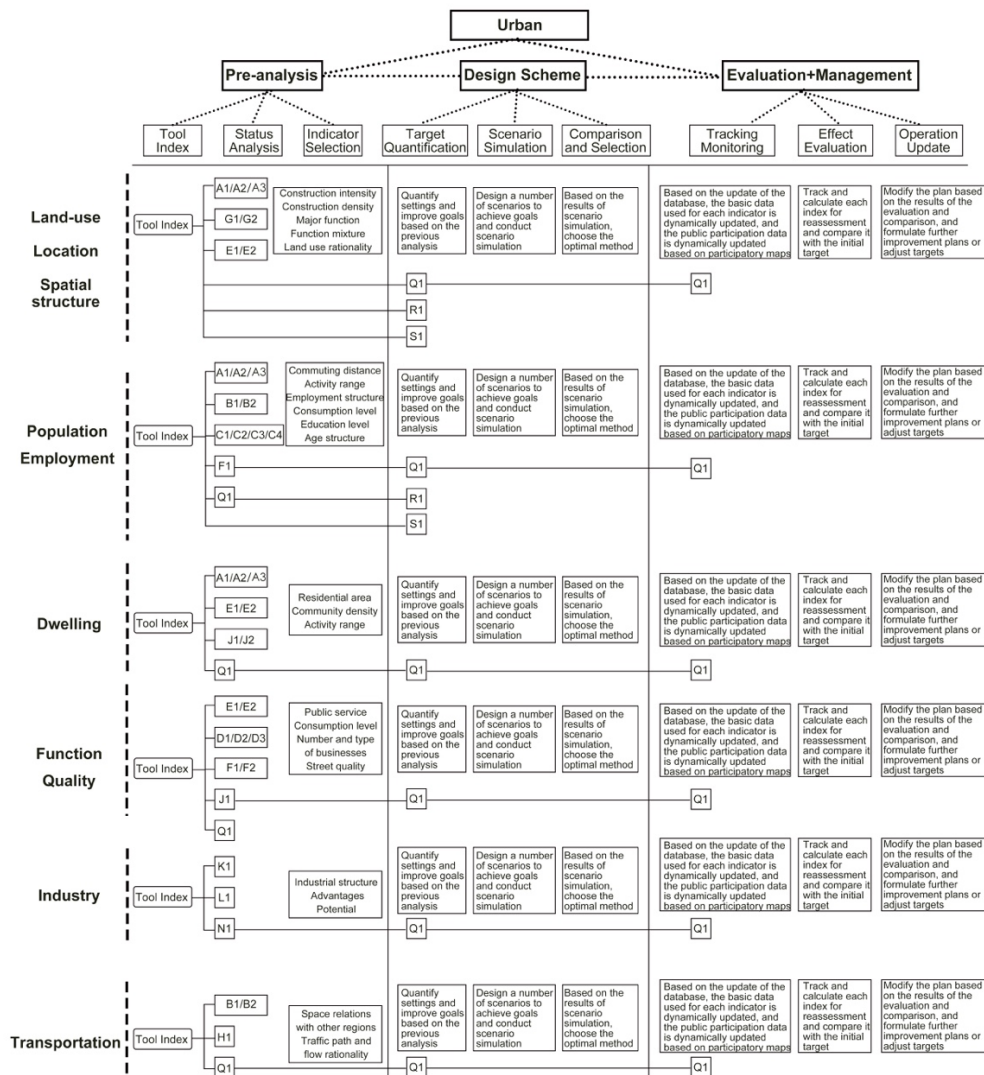 Urban
Pre-analysis
Design Scheme
Evaluation+Management
Tool
Index
Status
Analysis
Indicator
Selection
Target
Quantification
Scenario
Simulation
Comparison
and Selection
Tracking
Monitoring
Effect
Evaluation
Operation
Update
Land-use
Location
Spatial
structure
Tool Index
A1/A2/A3
G1/G2
E1/E2
Construction intensity
Construction density
Major function
Function mixture
Land use rationality
Quantify
settings and
improve goals
based on the
previous
analysis
Design a number
of scenarios to
achieve goals
and conduct
scenario
simulation
Based on the
results of
scenario
simulation,
choose the
optimal method
Based on the update of the
database, the basic data
used for each indicator is
dynamically updated, and
the public participation data
is dynamically updated
based on participatory maps
Track and
calculate each
index for
reassessment
and compare it
with the initial
target
Modify the plan based
on the results of the
evaluation and
comparison, and
formulate further
improvement plans or
adjust targets
Q1
Q1
R1
S1
Population
Employment
Tool Index
A1/A2/A3
B1/B2
C1/C2/C3/C4
F1
Q1
Commuting distance
Activity range
Employment structure
Consumption level
Education level
Age structure
Quantify
settings and
improve goals
based on the
previous
analysis
Design a number
of scenarios to
achieve goals
and conduct
scenario
simulation
Based on the
results of
scenario
simulation,
choose the
optimal method
Based on the update of the
database, the basic data
used for each indicator is
dynamically updated, and
the public participation data
is dynamically updated
based on participatory maps
Track and
calculate each
index for
reassessment
and compare it
with the initial
target
Modify the plan based
on the results of the
evaluation and
comparison, and
formulate further
improvement plans or
adjust targets
Q1
Q1
R1
S1
Dwelling
Tool Index
A1/A2/A3
E1/E2
J1/J2
Q1
Residential area
Community density
Activity range
Quantify
settings and
improve goals
based on the
previous
analysis
Design a number
of scenarios to
achieve goals
and conduct
scenario
simulation
Based on the
results of
scenario
simulation,
choose the
optimal method
Based on the update of the
database, the basic data
used for each indicator is
dynamically updated, and
the public participation data
is dynamically updated
based on participatory maps
Track and
calculate each
index for
reassessment
and compare it
with the initial
target
Modify the plan based
on the results of the
evaluation and
comparison, and
formulate further
improvement plans or
adjust targets
Q1
Q1
Function
Quality
Tool Index
E1/E2
D1/D2/D3
F1/F2
J1
Q1
Public service
Consumption level
Number and type
of businesses
Street quality
Quantify
settings and
improve goals
based on the
previous
analysis
Design a number
of scenarios to
achieve goals
and conduct
scenario
simulation
Based on the
results of
scenario
simulation,
choose the
optimal method
Based on the update of the
database, the basic data
used for each indicator is
dynamically updated, and
the public participation data
is dynamically updated
based on participatory maps
Track and
calculate each
index for
reassessment
and compare it
with the initial
target
Modify the plan based
on the results of the
evaluation and
comparison, and
formulate further
improvement plans or
adjust targets
Q1
Q1
Industry
Tool Index
K1
L1
N1
Industrial structure
Advantages
Potential
Quantify
settings and
improve goals
based on the
previous
analysis
Design a number
of scenarios to
achieve goals
and conduct
scenario
simulation
Based on the
results of
scenario
simulation,
choose the
optimal method
Based on the update of the
database, the basic data
used for each indicator is
dynamically updated, and
the public participation data
is dynamically updated
based on participatory maps
Track and
calculate each
index for
reassessment
and compare it
with the initial
target
Modify the plan based
on the results of the
evaluation and
comparison, and
formulate further
improvement plans or
adjust targets
Q1
Q1
Transportation
Tool Index
B1/B2
H1
Q1
Space relations
with other regions
Traffic path and
flow rationality
Quantify
settings and
improve goals
based on the
previous
analysis
Design a number
of scenarios to
achieve goals
and conduct
scenario
simulation
Based on the
results of
scenario
simulation,
choose the
optimal method
Based on the update of the
database, the basic data
used for each indicator is
dynamically updated, and
the public participation data
is dynamically updated
based on participatory maps
Track and
calculate each
index for
reassessment
and compare it
with the initial
target
Modify the plan based
on the results of the
evaluation and
comparison, and
formulate further
improvement plans or
adjust targets
Q1
Q1